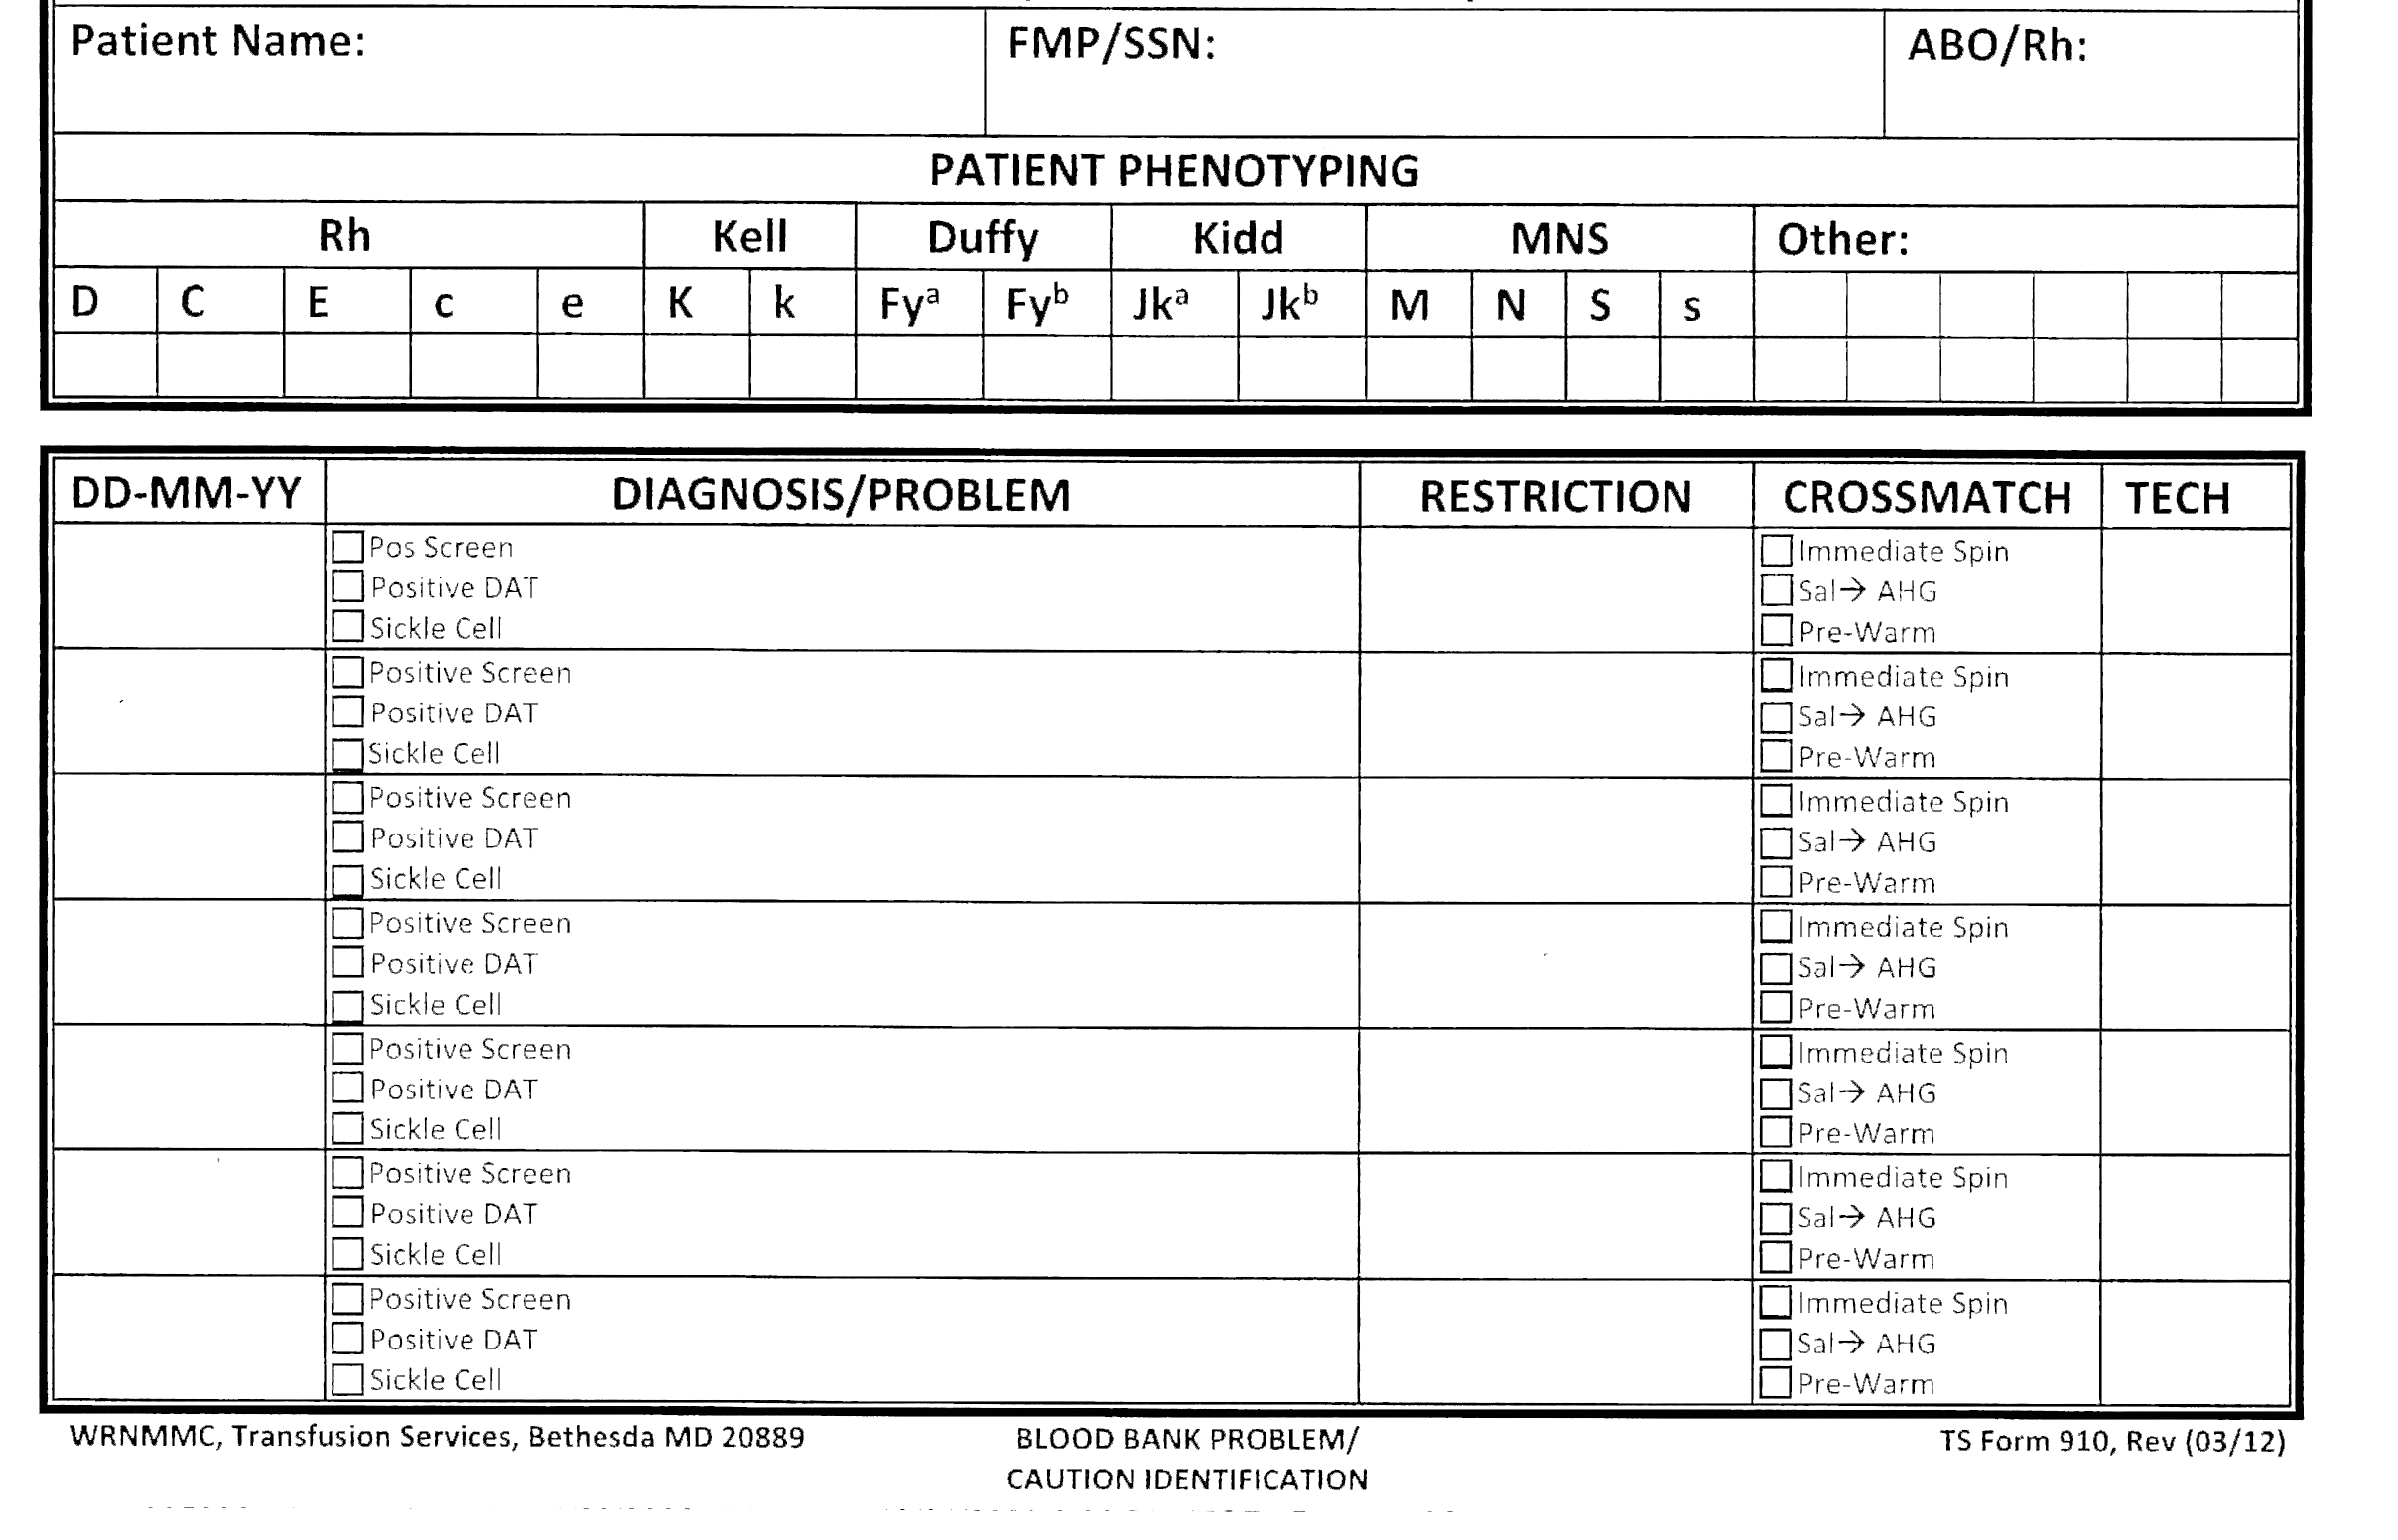 Patient Name: FMP/SSN: ABO/Rh:
PATIENT PHENOTYPING
Rh Kell Duffy Kidd MNS Other:
D C E c e K k Fyᵃ Fyᵇ Jkᵃ Jkᵇ M N S s
DD-MM-YY DIAGNOSIS/PROBLEM RESTRICTION CROSSMATCH TECH
Pos Screen Immediate Spin
Positive DAT Sal→ AHG
Sickle Cell Pre-Warm
Positive Screen Immediate Spin
Positive DAT Sal→ AHG
Sickle Cell Pre-Warm
Positive Screen Immediate Spin
Positive DAT Sal→ AHG
Sickle Cell Pre-Warm
Positive Screen Immediate Spin
Positive DAT Sal→ AHG
Sickle Cell Pre-Warm
Positive Screen Immediate Spin
Positive DAT Sal→ AHG
Sickle Cell Pre-Warm
Positive Screen Immediate Spin
Positive DAT Sal→ AHG
Sickle Cell Pre-Warm
Positive Screen Immediate Spin
Positive DAT Sal→ AHG
Sickle Cell Pre-Warm
WRNMMC, Transfusion Services, Bethesda MD 20889 BLOOD BANK PROBLEM/ TS Form 910, Rev (03/12)
CAUTION IDENTIFICATION